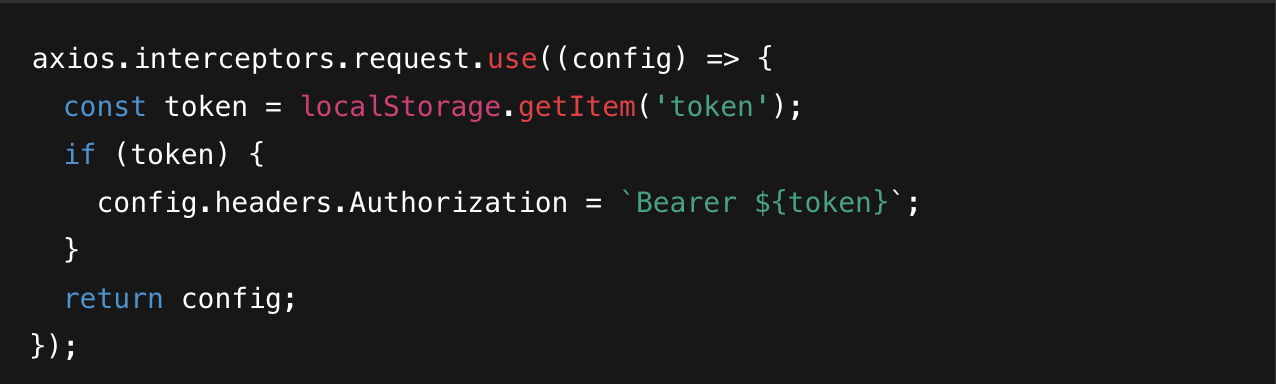 axios.interceptors.request.use((config) => {
  const token = localStorage.getItem('token');
  if (token) {
    config.headers.Authorization = `Bearer ${token}`;
  }
  return config;
});